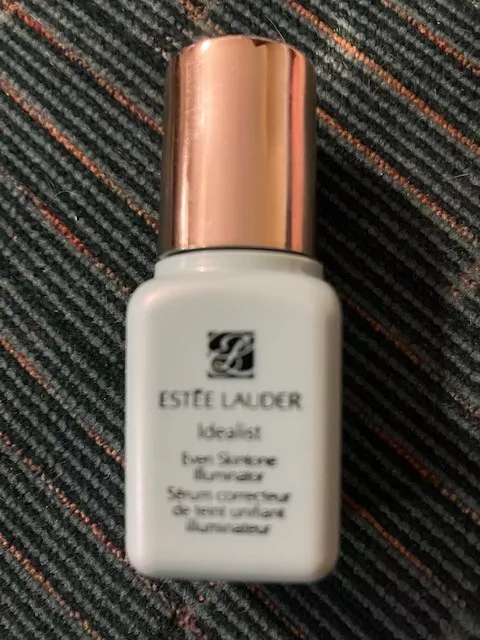 ESTĒE LAUDER
Idealist
Even Skintone
Illuminator
Sérum correcteur
de teint unifiant
illuminateur